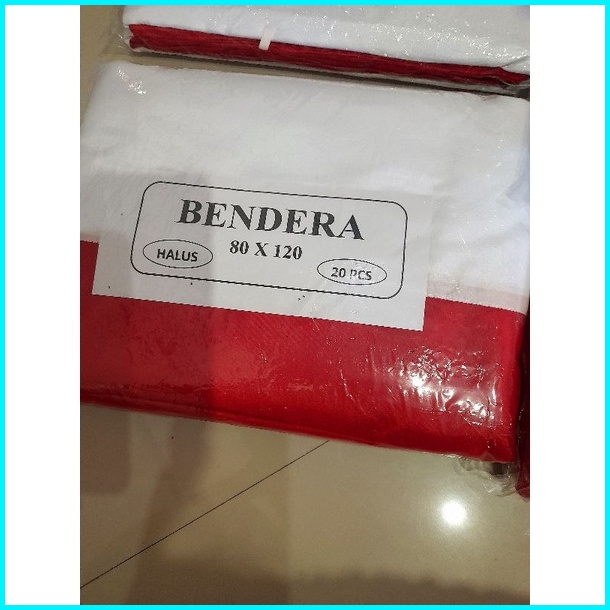 BENDERA
80 X 120
HALUS
20 PCS